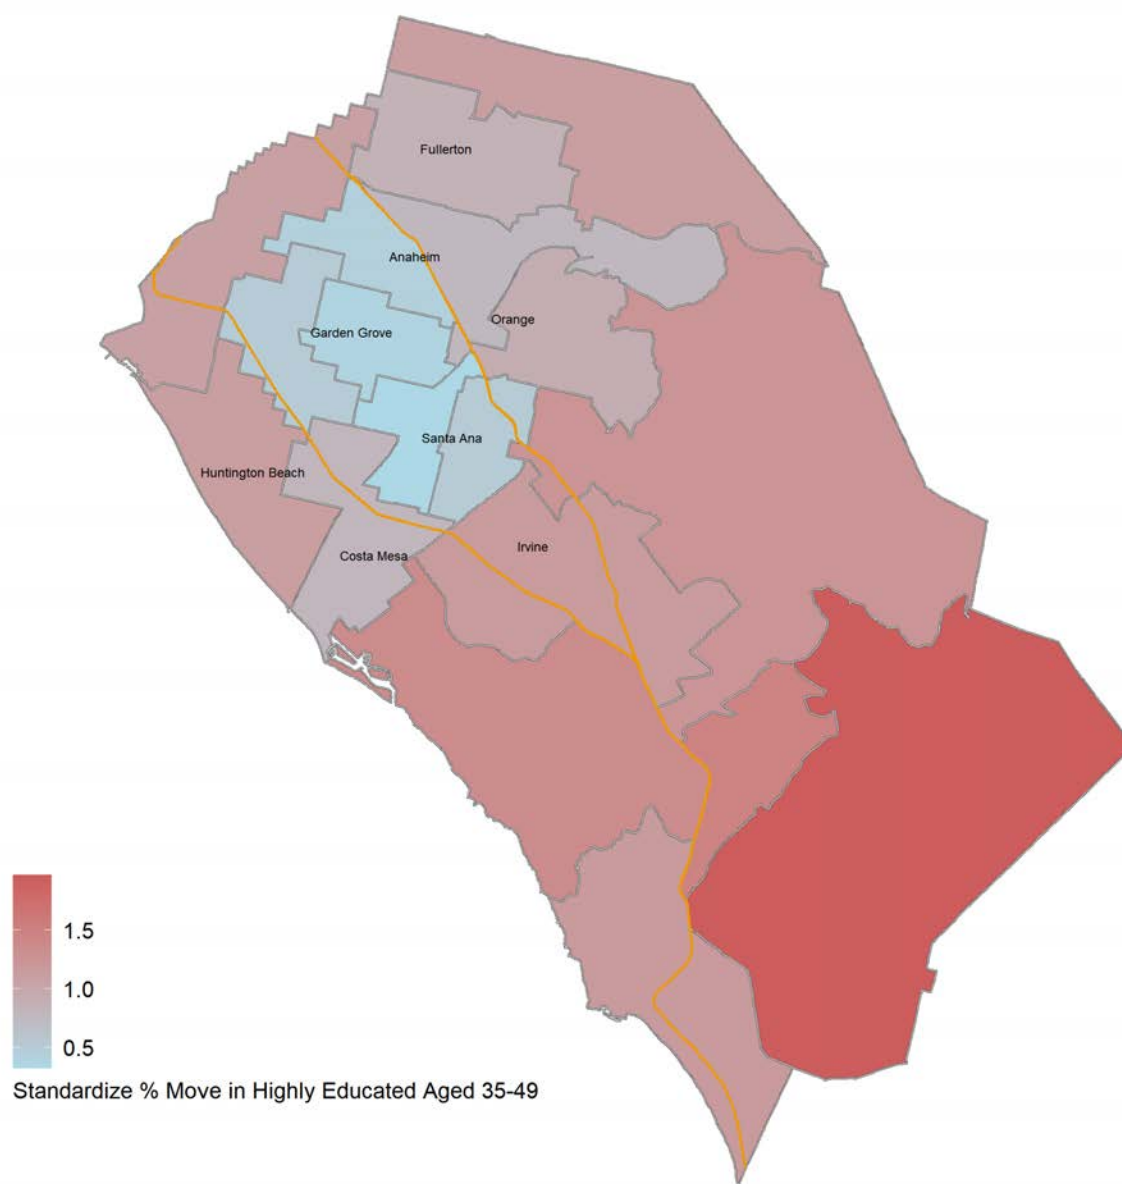 Fullerton
Anaheim
Orange
Garden Grove
Santa Ana
Huntington Beach
Irvine
Costa Mesa
1.5
1.0
0.5
Standardize % Move in Highly Educated Aged 35-49